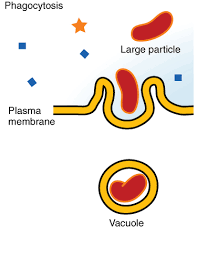 Phagocytosis
Large particle
Plasma
membrane
Vacuole